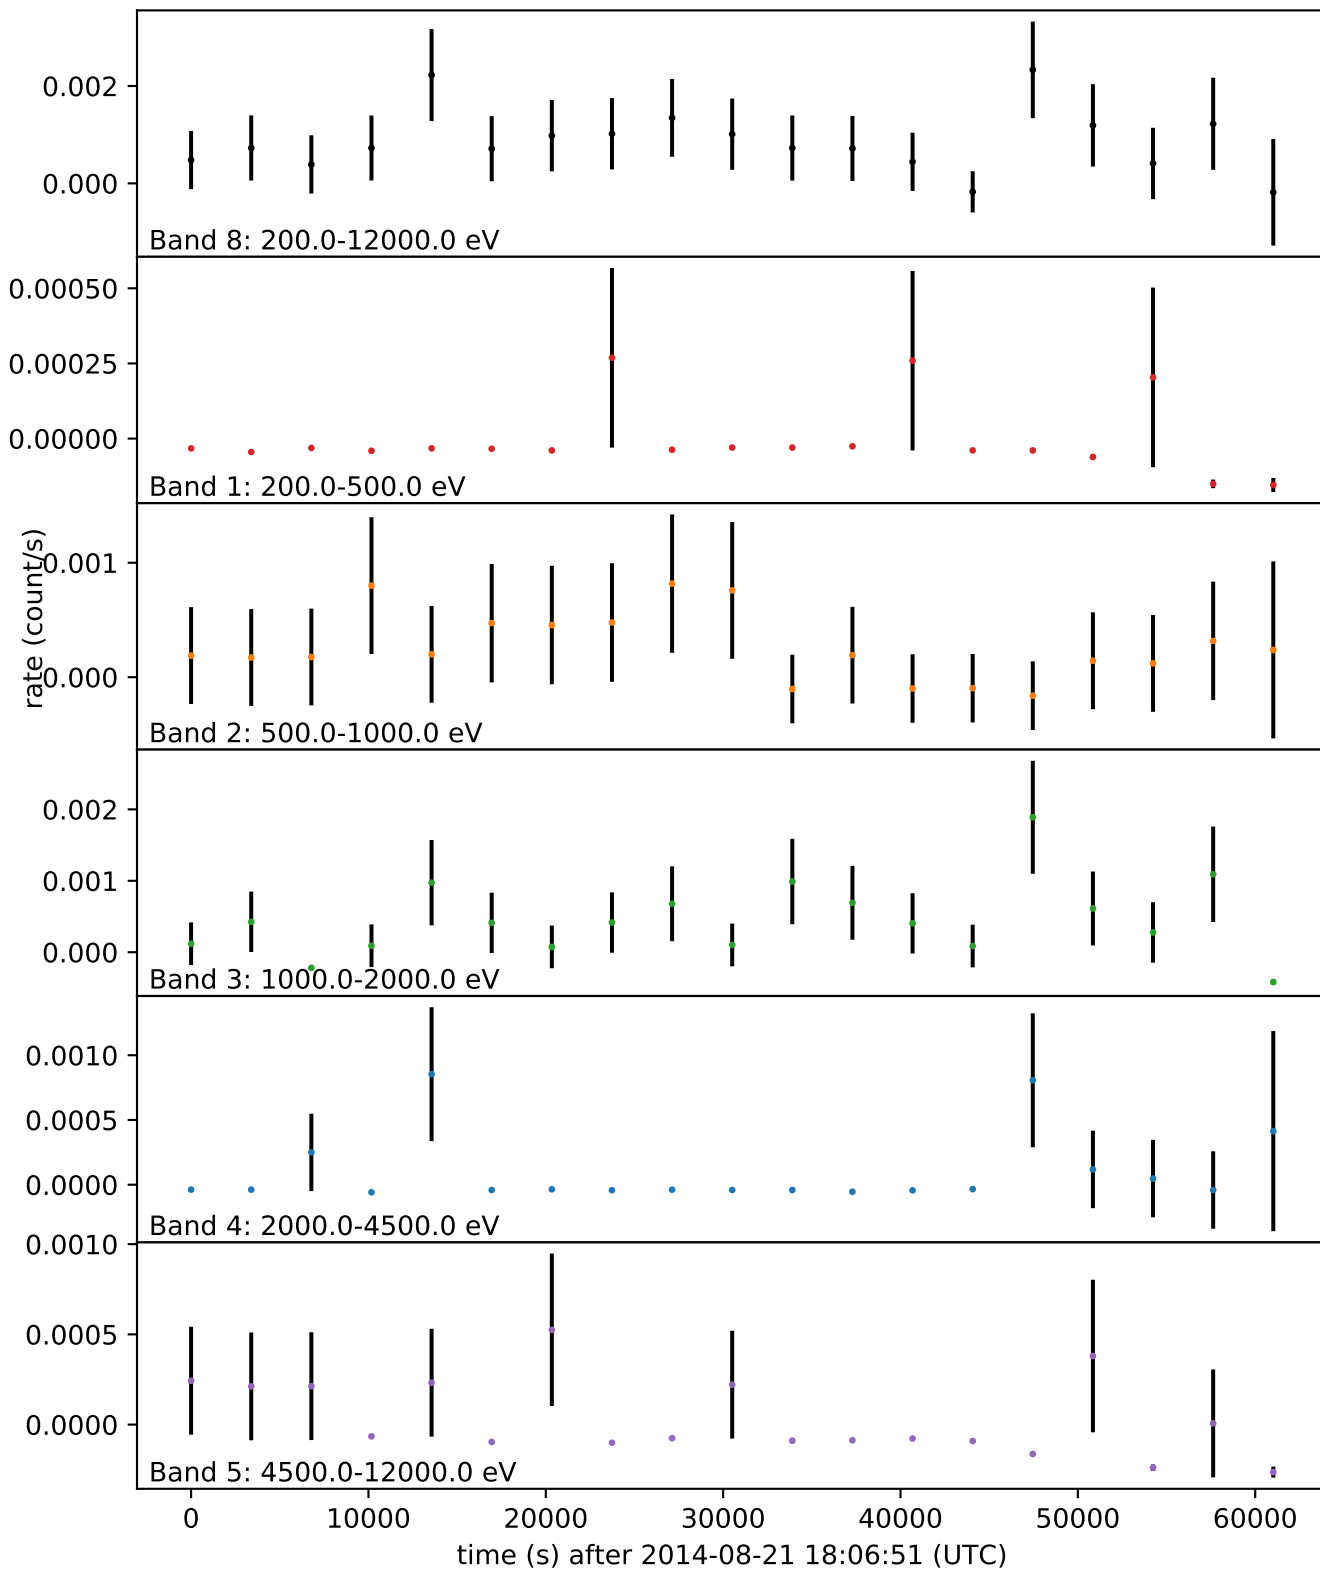 0.002
0.000
Band 8: 200.0-12000.0 eV
0.00050
0.00025
0.00000
Band 1: 200.0-500.0 eV
rate (count/s)
0.001
0.000
Band 2: 500.0-1000.0 eV
0.002
0.001
0.000
Band 3: 1000.0-2000.0 eV
0.0010
0.0005
0.0000
Band 4: 2000.0-4500.0 eV
0.0010
0.0005
0.0000
Band 5: 4500.0-12000.0 eV
0 10000 20000 30000 40000 50000 60000
time (s) after 2014-08-21 18:06:51 (UTC)